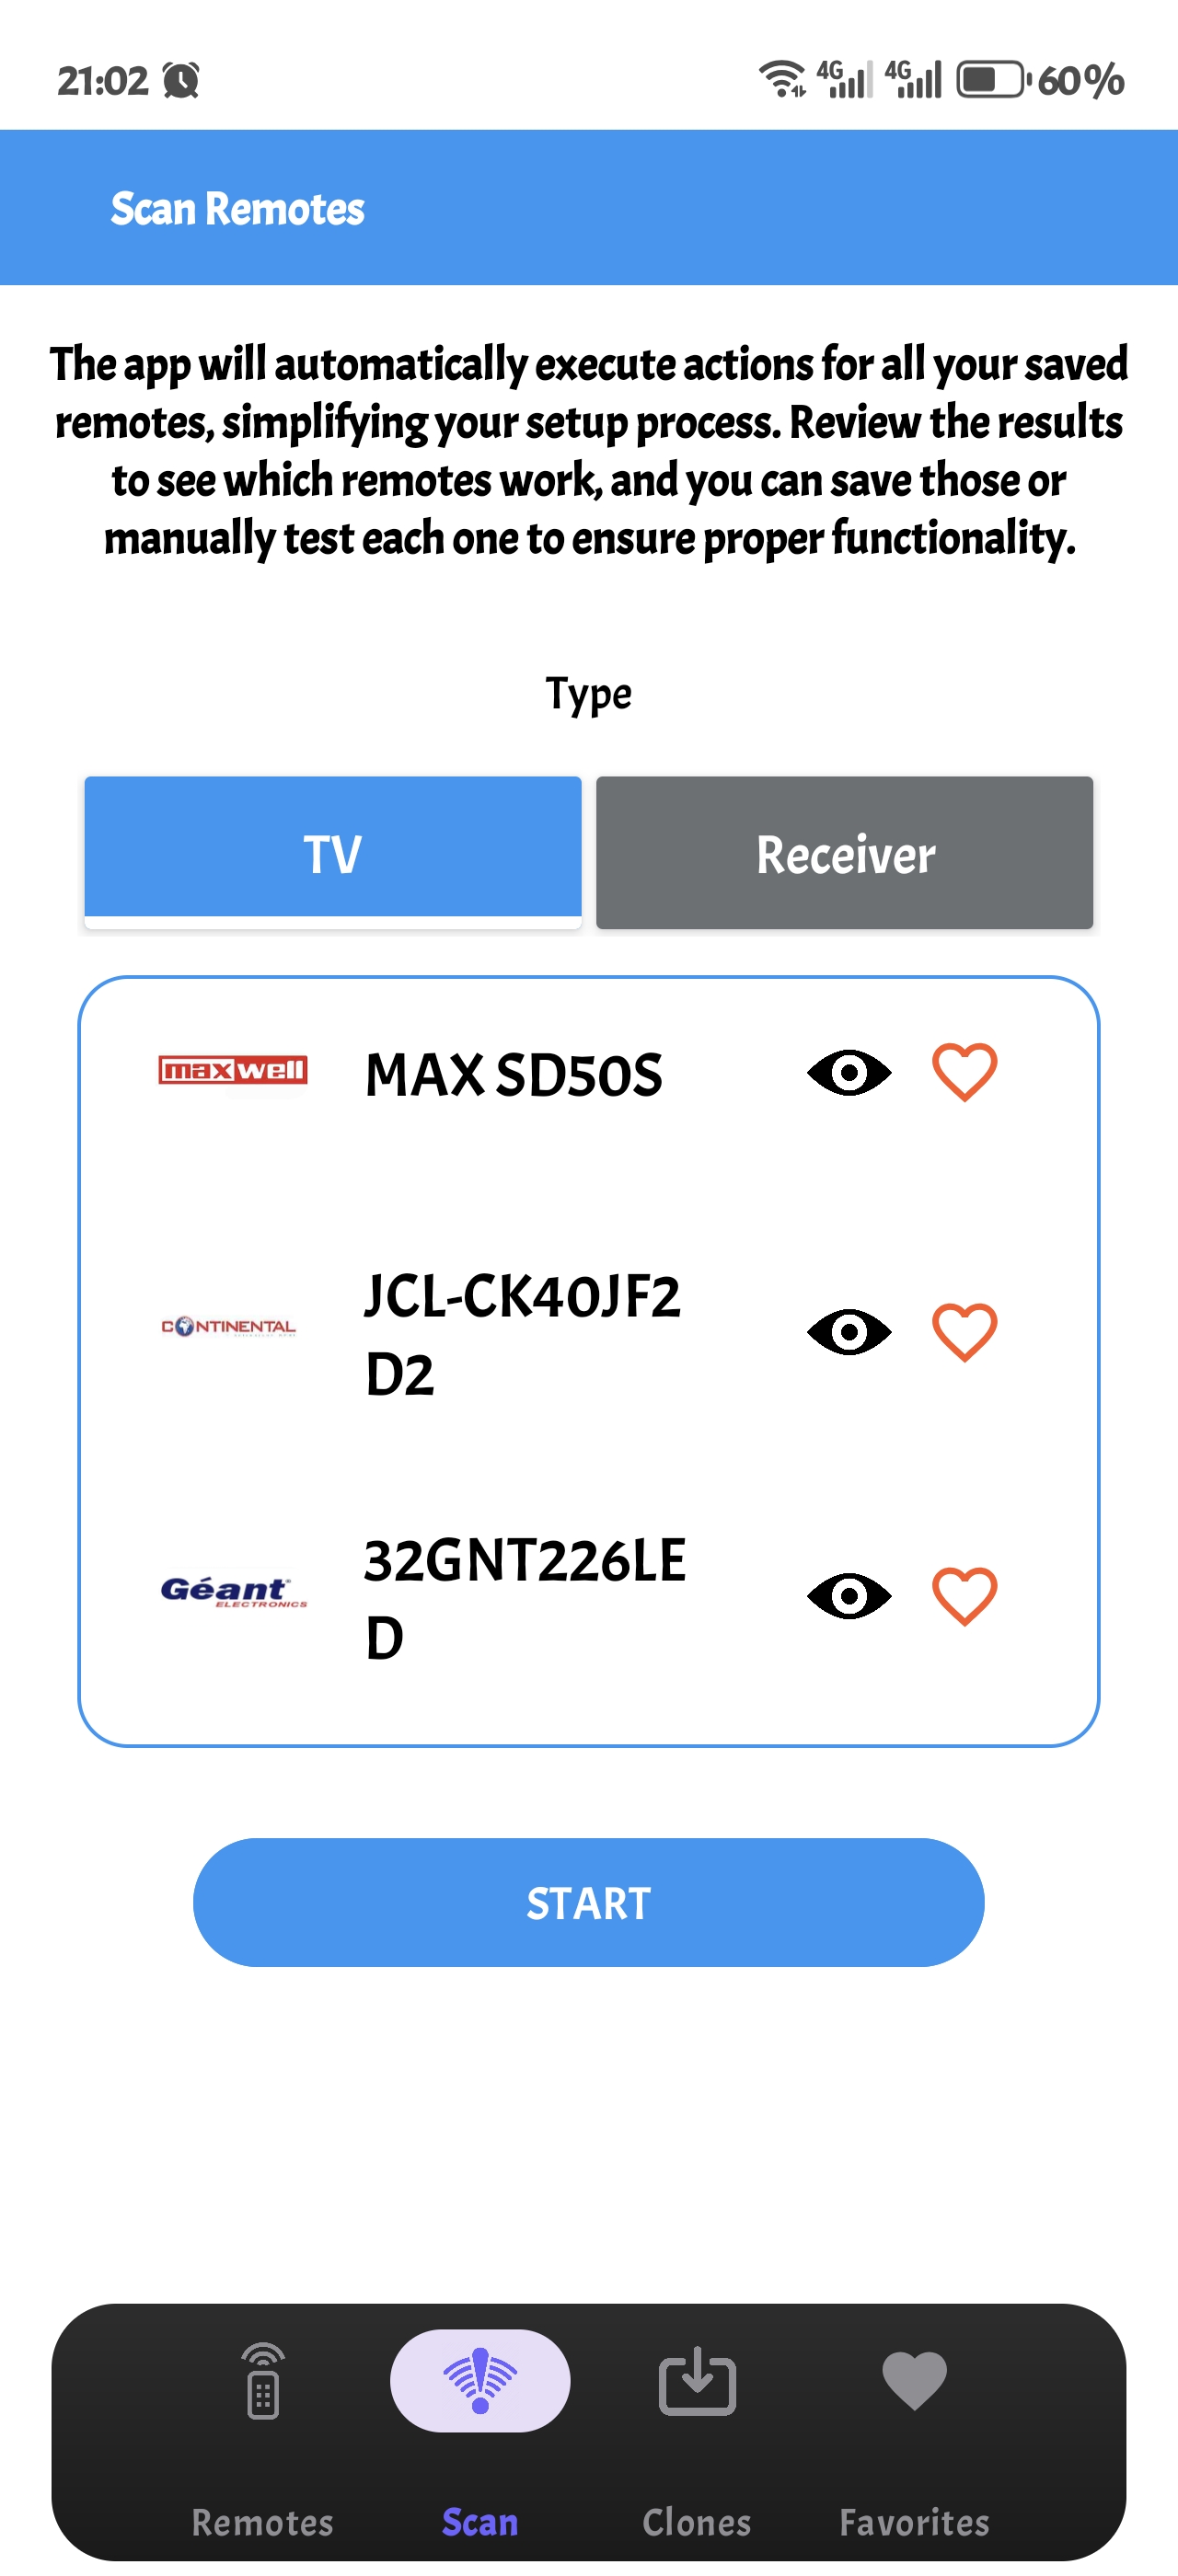 21:02
4G 4G 60%
Scan Remotes
The app will automatically execute actions for all your saved
remotes, simplifying your setup process. Review the results
to see which remotes work, and you can save those or
manually test each one to ensure proper functionality.
Type
TV Receiver
maxwell MAX SD50S
CONTINENTAL JCL-CK40JF2
D2
Géant 32GNT226LE
ELECTRONICS
D
START
Remotes Scan Clones Favorites